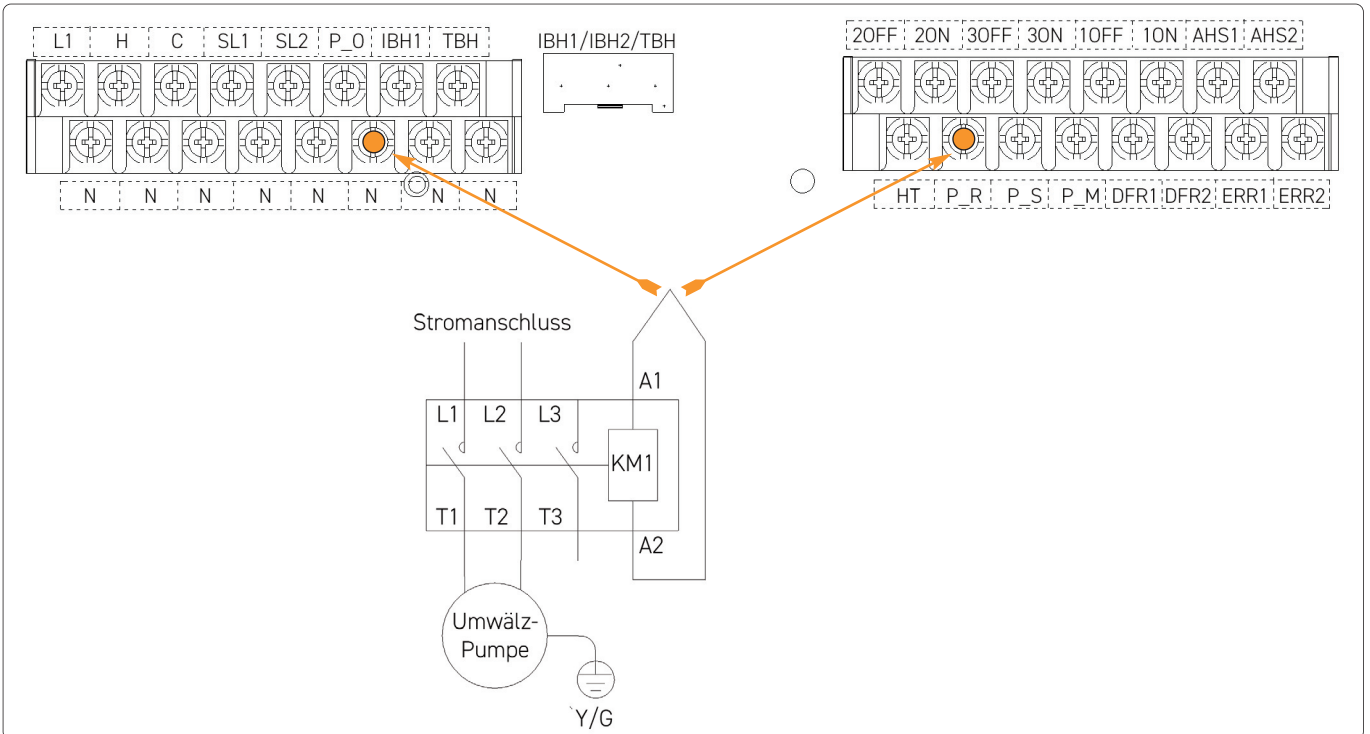 L1 H C SL1 SL2 P_O IBH1 TBH
IBH1/IBH2/TBH
2OFF 2ON 3OFF 3ON 1OFF 1ON AHS1 AHS2
N N N N N N N N
HT P_R P_S P_M DFR1 DFR2 ERR1 ERR2
Stromanschluss
A1
L1 L2 L3
KM1
T1 T2 T3
A2
Umwälz-
Pumpe
Y/G